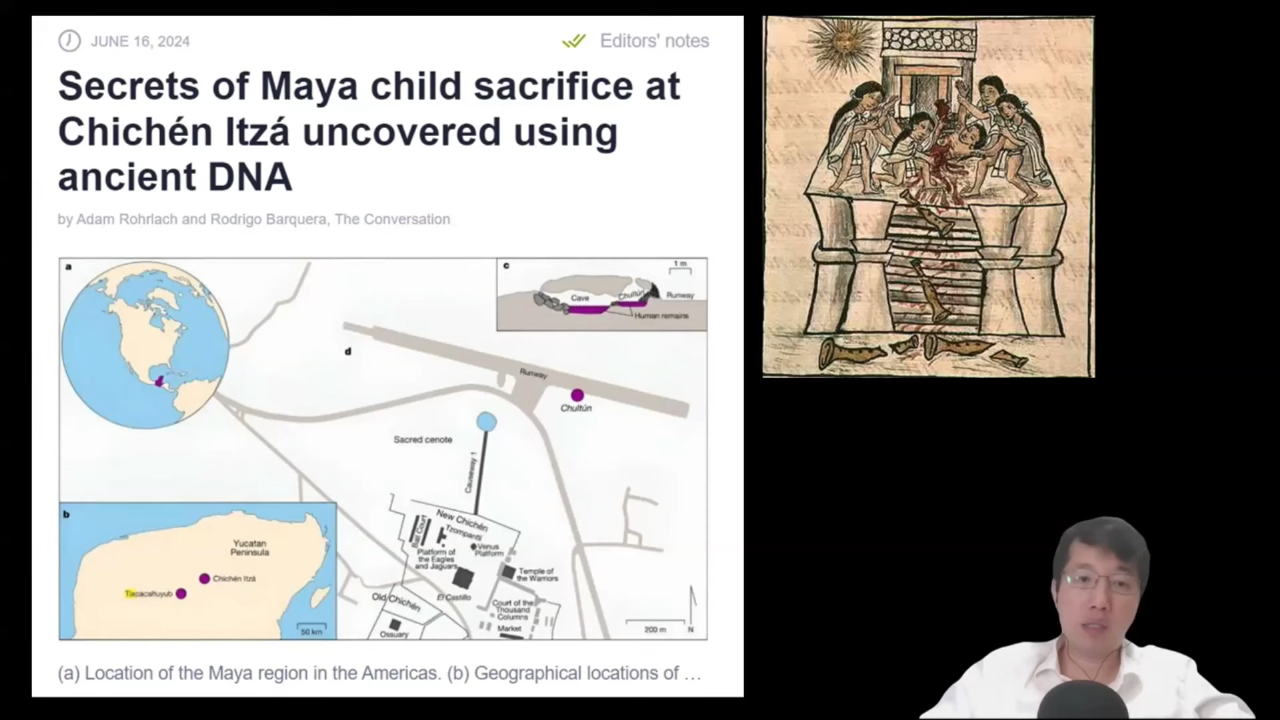 JUNE 16, 2024
Editors' notes
Secrets of Maya child sacrifice at
Chichén Itzá uncovered using
ancient DNA
by Adam Rohrlach and Rodrigo Barquera, The Conversation
a
c
1 m
Cave
Chultún
Runway
Human remains
d
Runway
Chultún
Sacred cenote
Causeway 1
New Chichén
Ball Court
Tzompantli
Venus
Platform
Platform of
the Eagles
and Jaguars
Temple of
the Warriors
El Castillo
Old Chichén
Court of the
Thousand
Columns
Market
Ossuary
200 m
N
b
Yucatan
Peninsula
Chichén Itzá
Tixcacaltuyub
50 km
(a) Location of the Maya region in the Americas. (b) Geographical locations of …